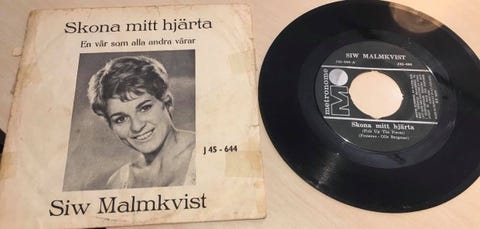 Skona mitt hjärta
En vår som alla andra vårar
J 45 - 644
Siw Malmkvist
SIW MALMKVIST
metronome
M
Skona mitt hjärta
(Pick Up The Pieces)